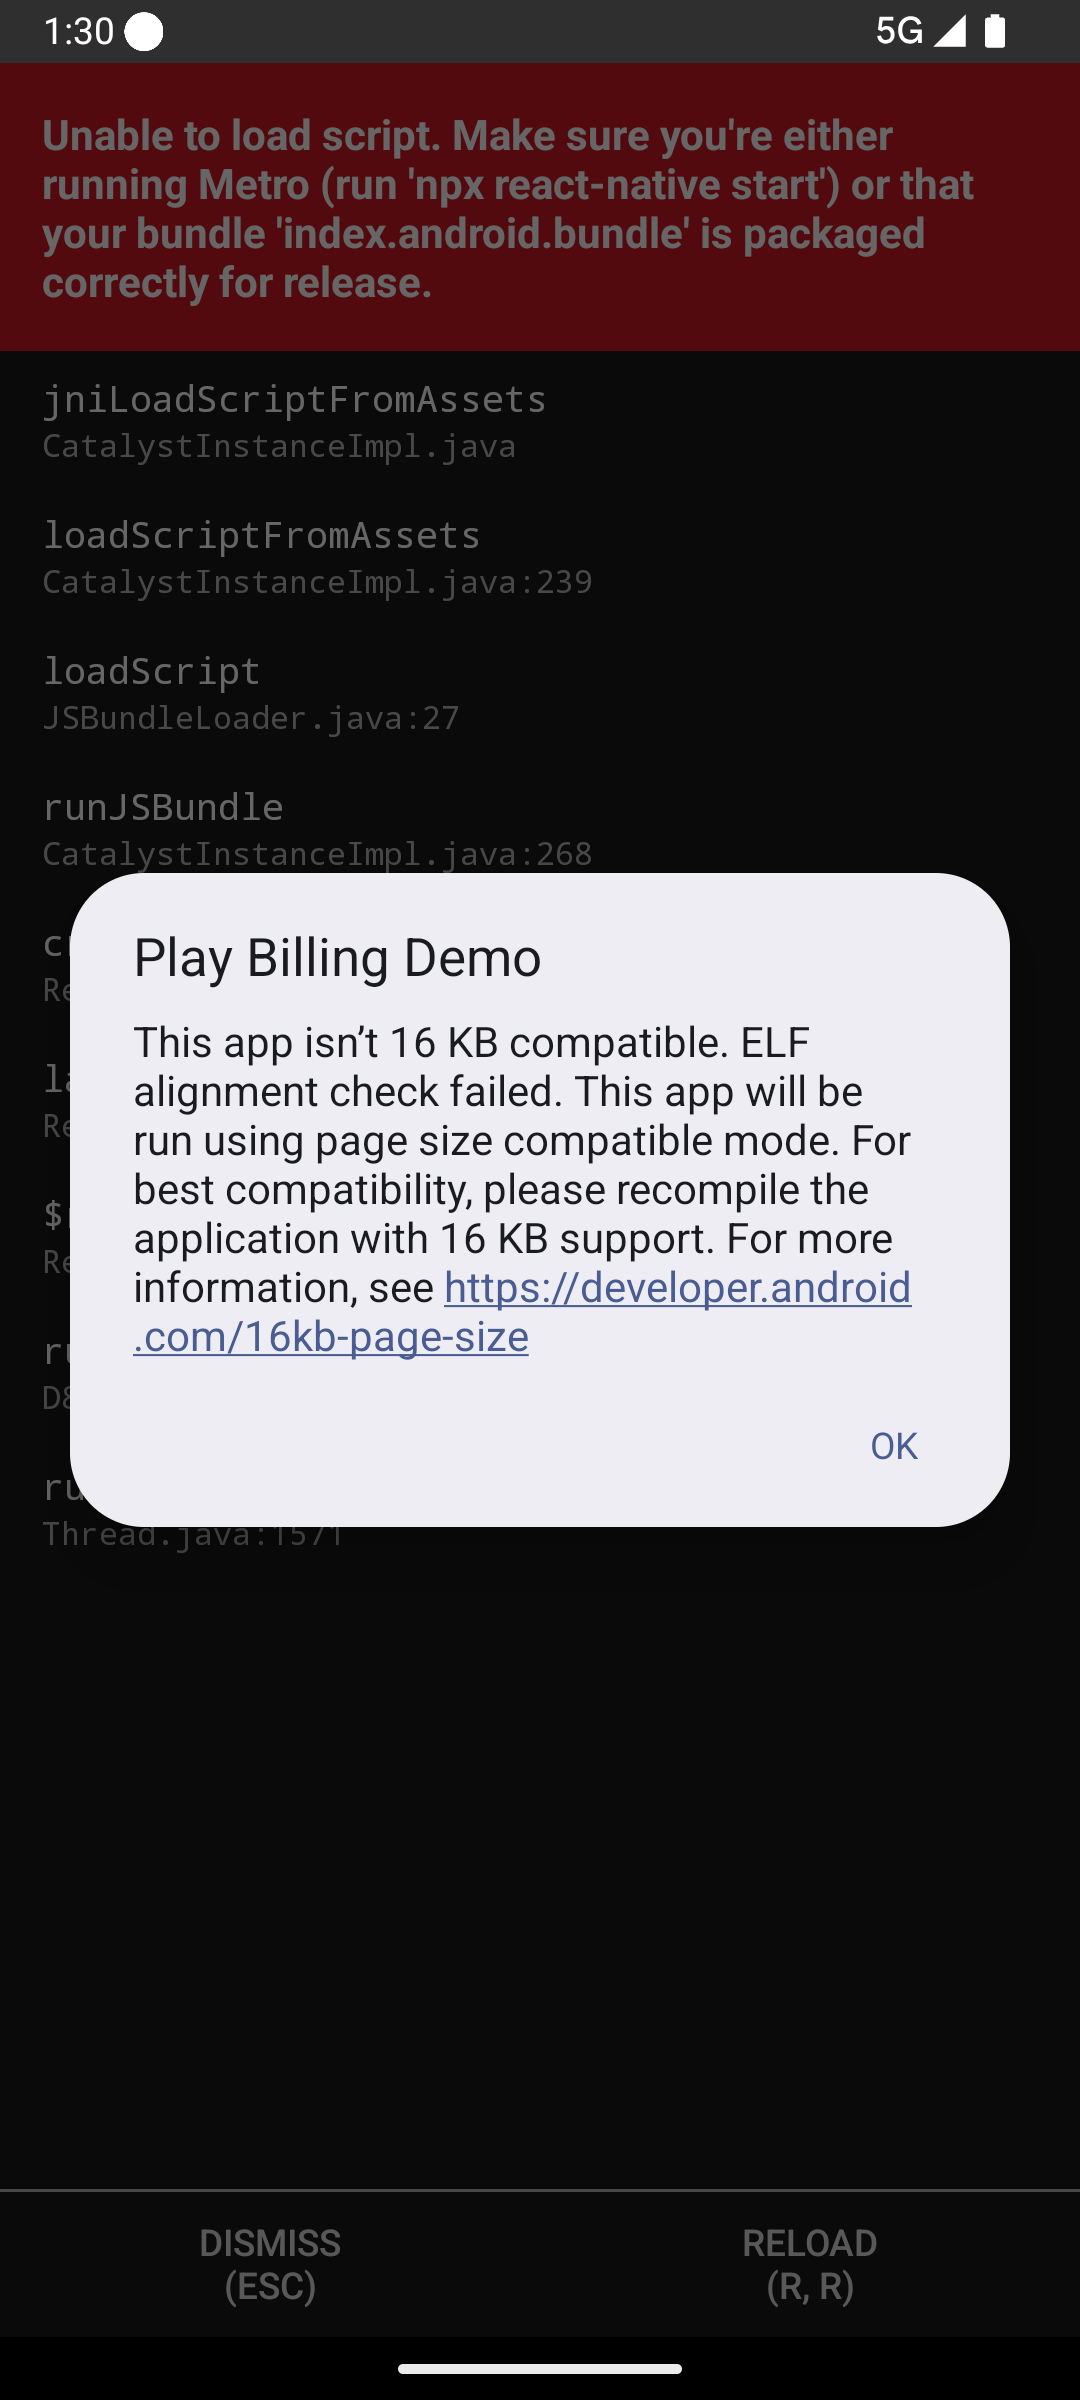 1:30
5G
Unable to load script. Make sure you're either
running Metro (run 'npx react-native start') or that
your bundle 'index.android.bundle' is packaged
correctly for release.
jniLoadScriptFromAssets
CatalystInstanceImpl.java
loadScriptFromAssets
CatalystInstanceImpl.java:239
loadScript
JSBundleLoader.java:27
runJSBundle
CatalystInstanceImpl.java:268
Play Billing Demo
This app isn’t 16 KB compatible. ELF
alignment check failed. This app will be
run using page size compatible mode. For
best compatibility, please recompile the
application with 16 KB support. For more
information, see https://developer.android
.com/16kb-page-size
OK
Thread.java:1571
DISMISS
(ESC)
RELOAD
(R, R)